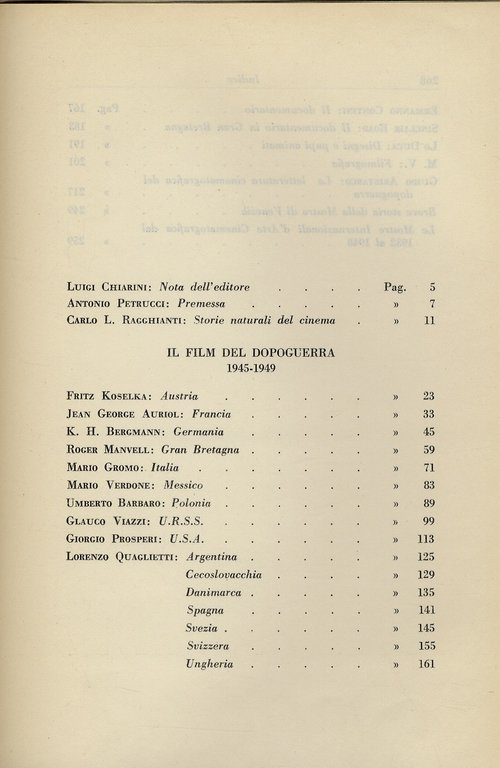 LUIGI CHIARINI: Nota dell'editore . . . . Pag. 5
ANTONIO PETRUCCI: Premessa . . . . . » 7
CARLO L. RAGGHIANTI: Storie naturali del cinema . » 11
IL FILM DEL DOPOGUERRA
1945-1949
FRITZ KOSELKA: Austria . . . . . . » 23
JEAN GEORGE AURIOL: Francia . . . . . » 33
K. H. BERGMANN: Germania . . . . . » 45
ROGER MANVELL: Gran Bretagna . . . . . » 59
MARIO GROMO: Italia . . . . . . . » 71
MARIO VERDONE: Messico . . . . . . » 83
UMBERTO BARBARO: Polonia . . . . . . » 89
GLAUCO VIAZZI: U.R.S.S. . . . . . . » 99
GIORGIO PROSPERI: U.S.A. . . . . . . » 113
LORENZO QUAGLIETTI: Argentina . . . . . » 125
Cecoslovacchia . . . . » 129
Danimarca . . . . . » 135
Spagna . . . . . » 141
Svezia . . . . . . » 145
Svizzera . . . . . » 155
Ungheria . . . . . » 161